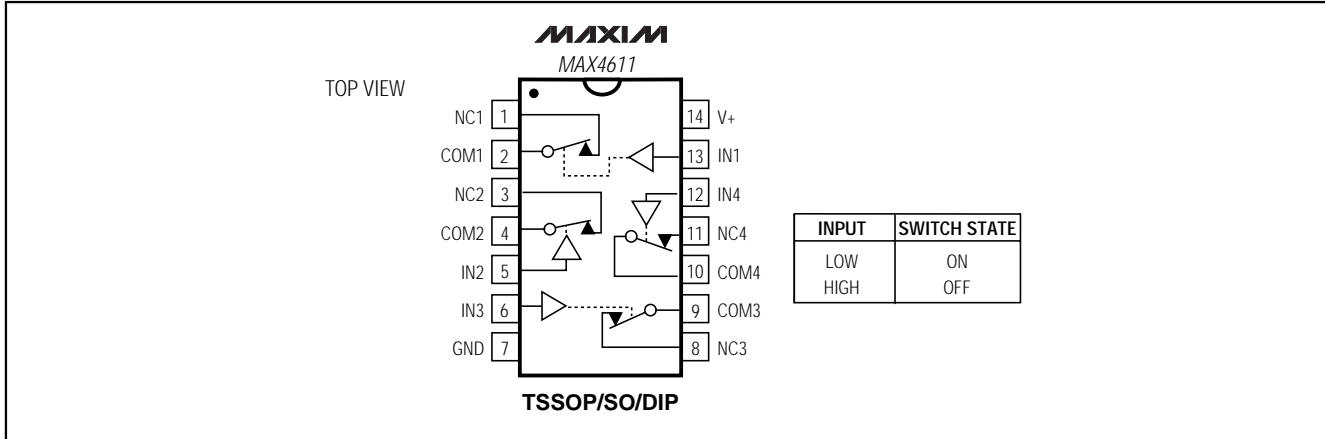 MAXIM
MAX4611
TOP VIEW
NC1 1 14 V+
COM1 2 13 IN1
NC2 3 12 IN4
COM2 4 11 NC4
IN2 5 10 COM4
IN3 6 9 COM3
GND 7 8 NC3
TSSOP/SO/DIP
INPUT SWITCH STATE
LOW ON
HIGH OFF